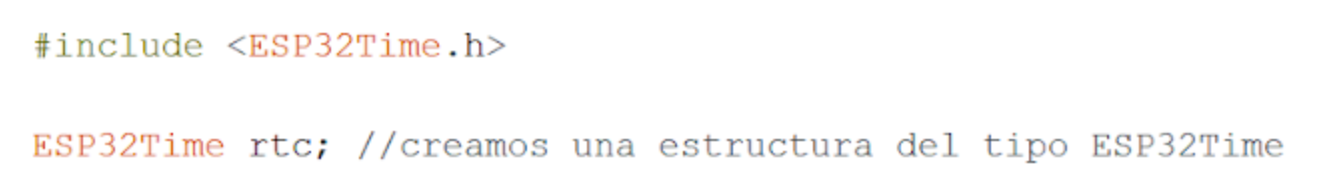 #include <ESP32Time.h>
ESP32Time rtc; //creamos una estructura del tipo ESP32Time